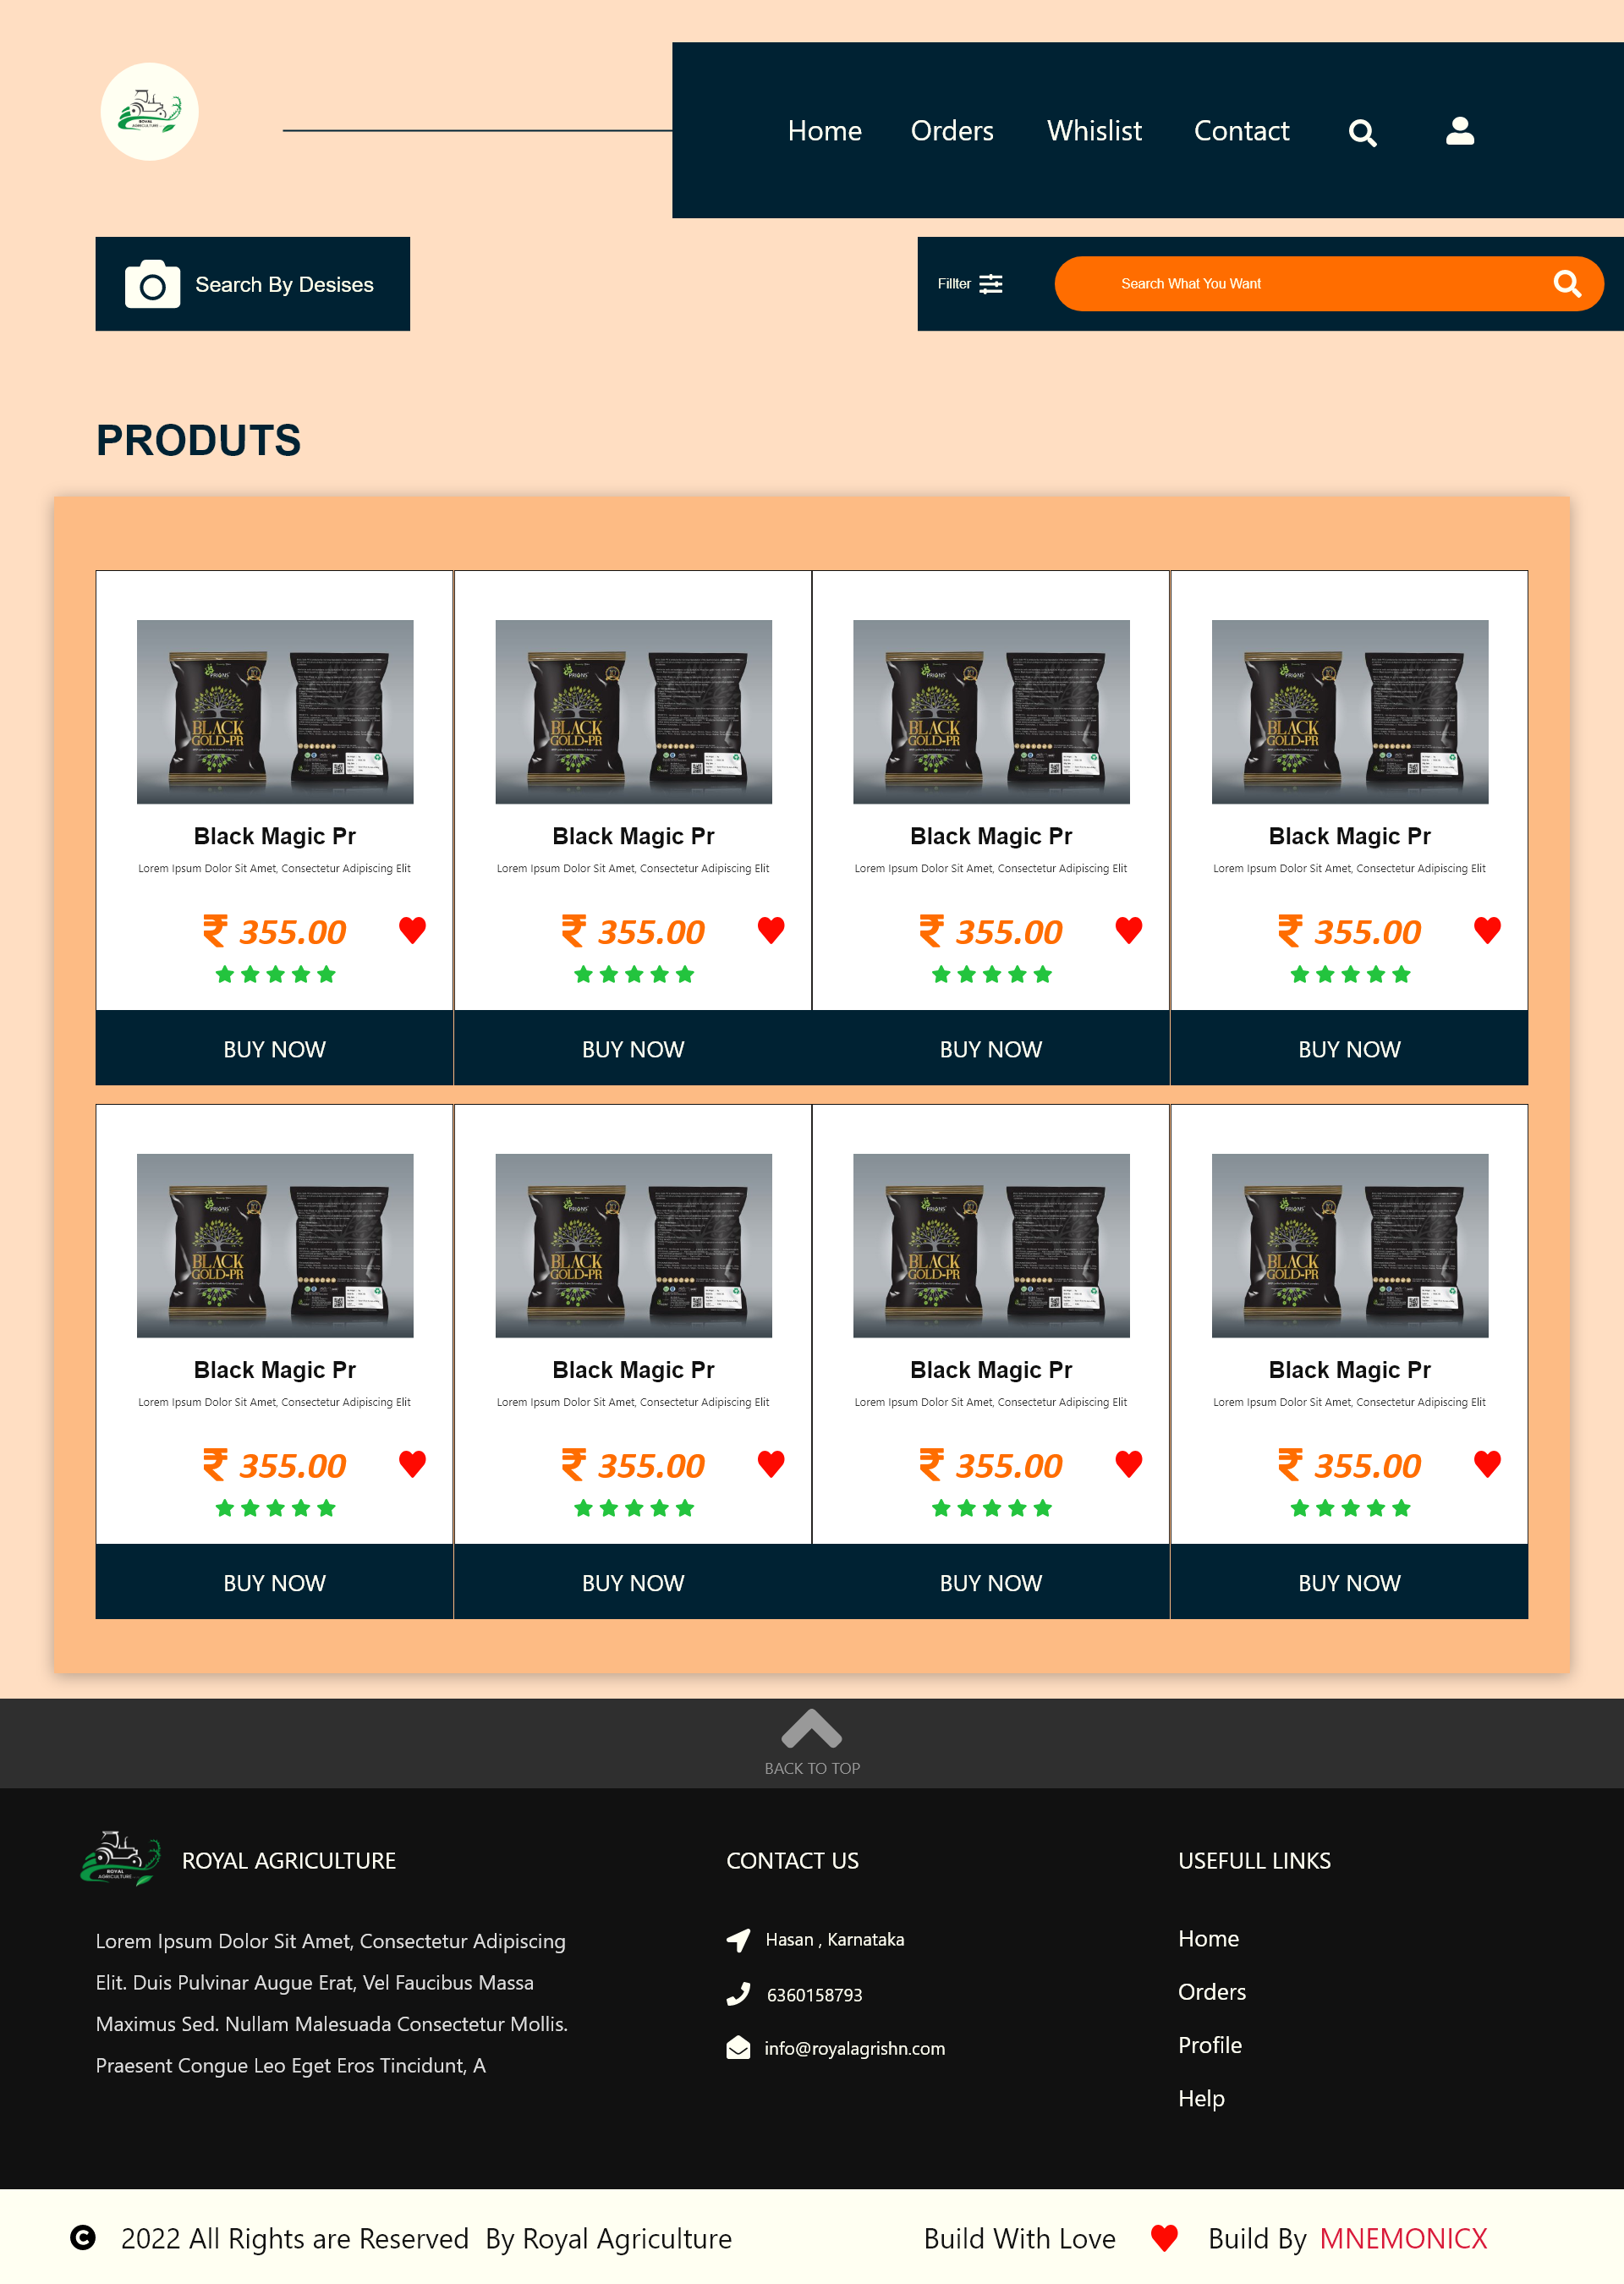 ROYAL
AGRICULTURE
Home Orders Whislist Contact
Search By Desises
Fillter
Search What You Want
PRODUTS
PRIONS
BLACK
GOLD-PR
PRIONS
BLACK
GOLD-PR
PRIONS
BLACK
GOLD-PR
PRIONS
BLACK
GOLD-PR
Black Magic Pr Black Magic Pr Black Magic Pr Black Magic Pr
Lorem Ipsum Dolor Sit Amet, Consectetur Adipiscing Elit Lorem Ipsum Dolor Sit Amet, Consectetur Adipiscing Elit Lorem Ipsum Dolor Sit Amet, Consectetur Adipiscing Elit Lorem Ipsum Dolor Sit Amet, Consectetur Adipiscing Elit
₹ 355.00 ₹ 355.00 ₹ 355.00 ₹ 355.00
BUY NOW BUY NOW BUY NOW BUY NOW
PRIONS
BLACK
GOLD-PR
PRIONS
BLACK
GOLD-PR
PRIONS
BLACK
GOLD-PR
PRIONS
BLACK
GOLD-PR
Black Magic Pr Black Magic Pr Black Magic Pr Black Magic Pr
Lorem Ipsum Dolor Sit Amet, Consectetur Adipiscing Elit Lorem Ipsum Dolor Sit Amet, Consectetur Adipiscing Elit Lorem Ipsum Dolor Sit Amet, Consectetur Adipiscing Elit Lorem Ipsum Dolor Sit Amet, Consectetur Adipiscing Elit
₹ 355.00 ₹ 355.00 ₹ 355.00 ₹ 355.00
BUY NOW BUY NOW BUY NOW BUY NOW
BACK TO TOP
ROYAL
AGRICULTURE
ROYAL AGRICULTURE
Lorem Ipsum Dolor Sit Amet, Consectetur Adipiscing
Elit. Duis Pulvinar Augue Erat, Vel Faucibus Massa
Maximus Sed. Nullam Malesuada Consectetur Mollis.
Praesent Congue Leo Eget Eros Tincidunt, A
CONTACT US
Hasan , Karnataka
6360158793
info@royalagrishn.com
USEFULL LINKS
Home
Orders
Profile
Help
© 2022 All Rights are Reserved By Royal Agriculture
Build With Love Build By MNEMONICX